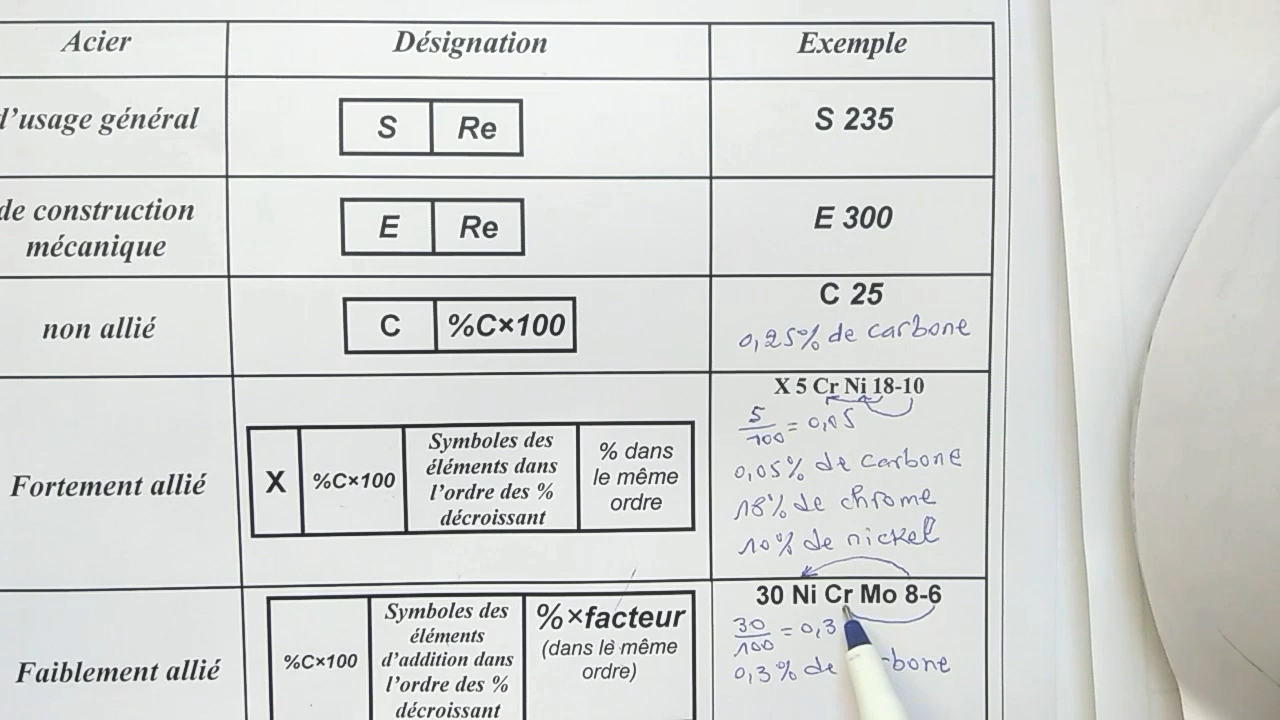 Acier Désignation Exemple
d'usage général S Re S 235
de construction
mécanique
E Re E 300
non allié C %C×100 C 25
0,25% de carbone
Fortement allié X %C×100
Symboles des
éléments dans
l'ordre des %
décroissant
% dans
le même
ordre
X 5 Cr Ni 18-10
5/100 = 0,05
0,05% de carbone
18% de chrome
10% de nickel
Faiblement allié %C×100
Symboles des
éléments
d'addition dans
l'ordre des %
décroissant
%×facteur
(dans le même
ordre)
30 Ni Cr Mo 8-6
30/100 = 0,3
0,3% de